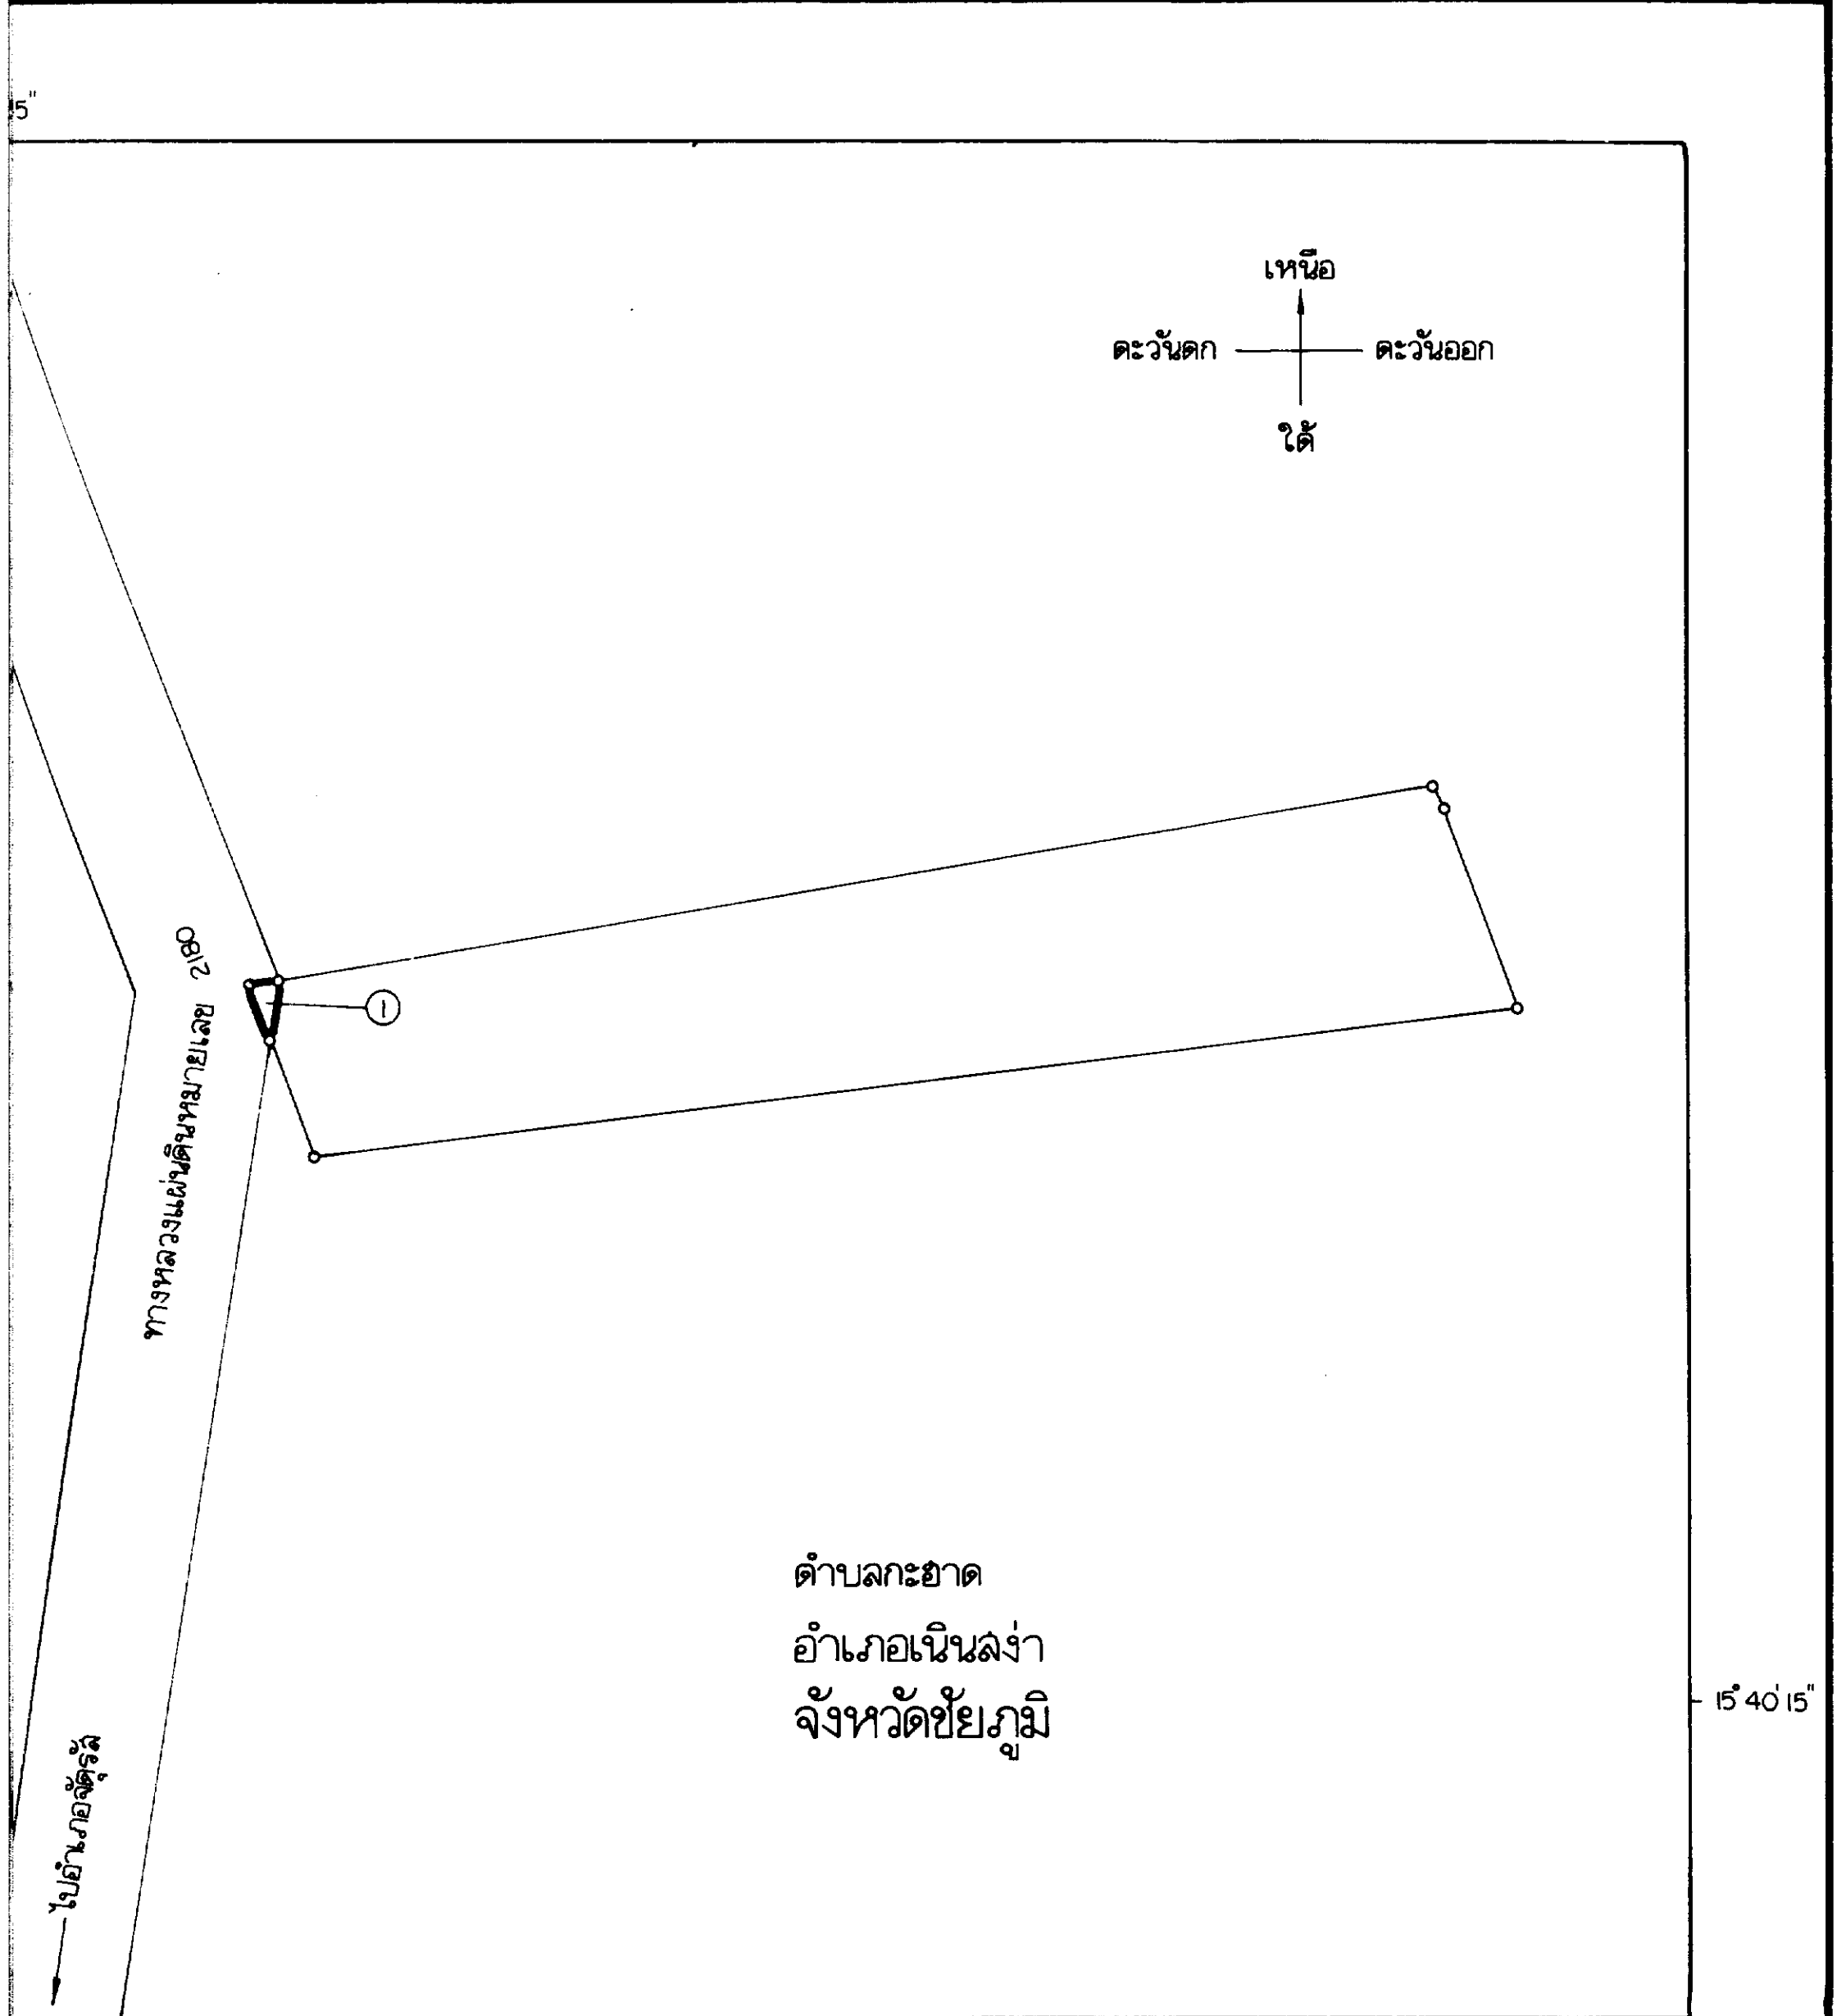 5"
เหนือ
ตะวันตก
ตะวันออก
ใต้
ทางหลวงแผ่นดินหมายเลข 2180
1
ตำบลกะฮาด
อำเภอเนินสง่า
จังหวัดชัยภูมิ
15°40'15"
ไปอำเภอจัตุรัส